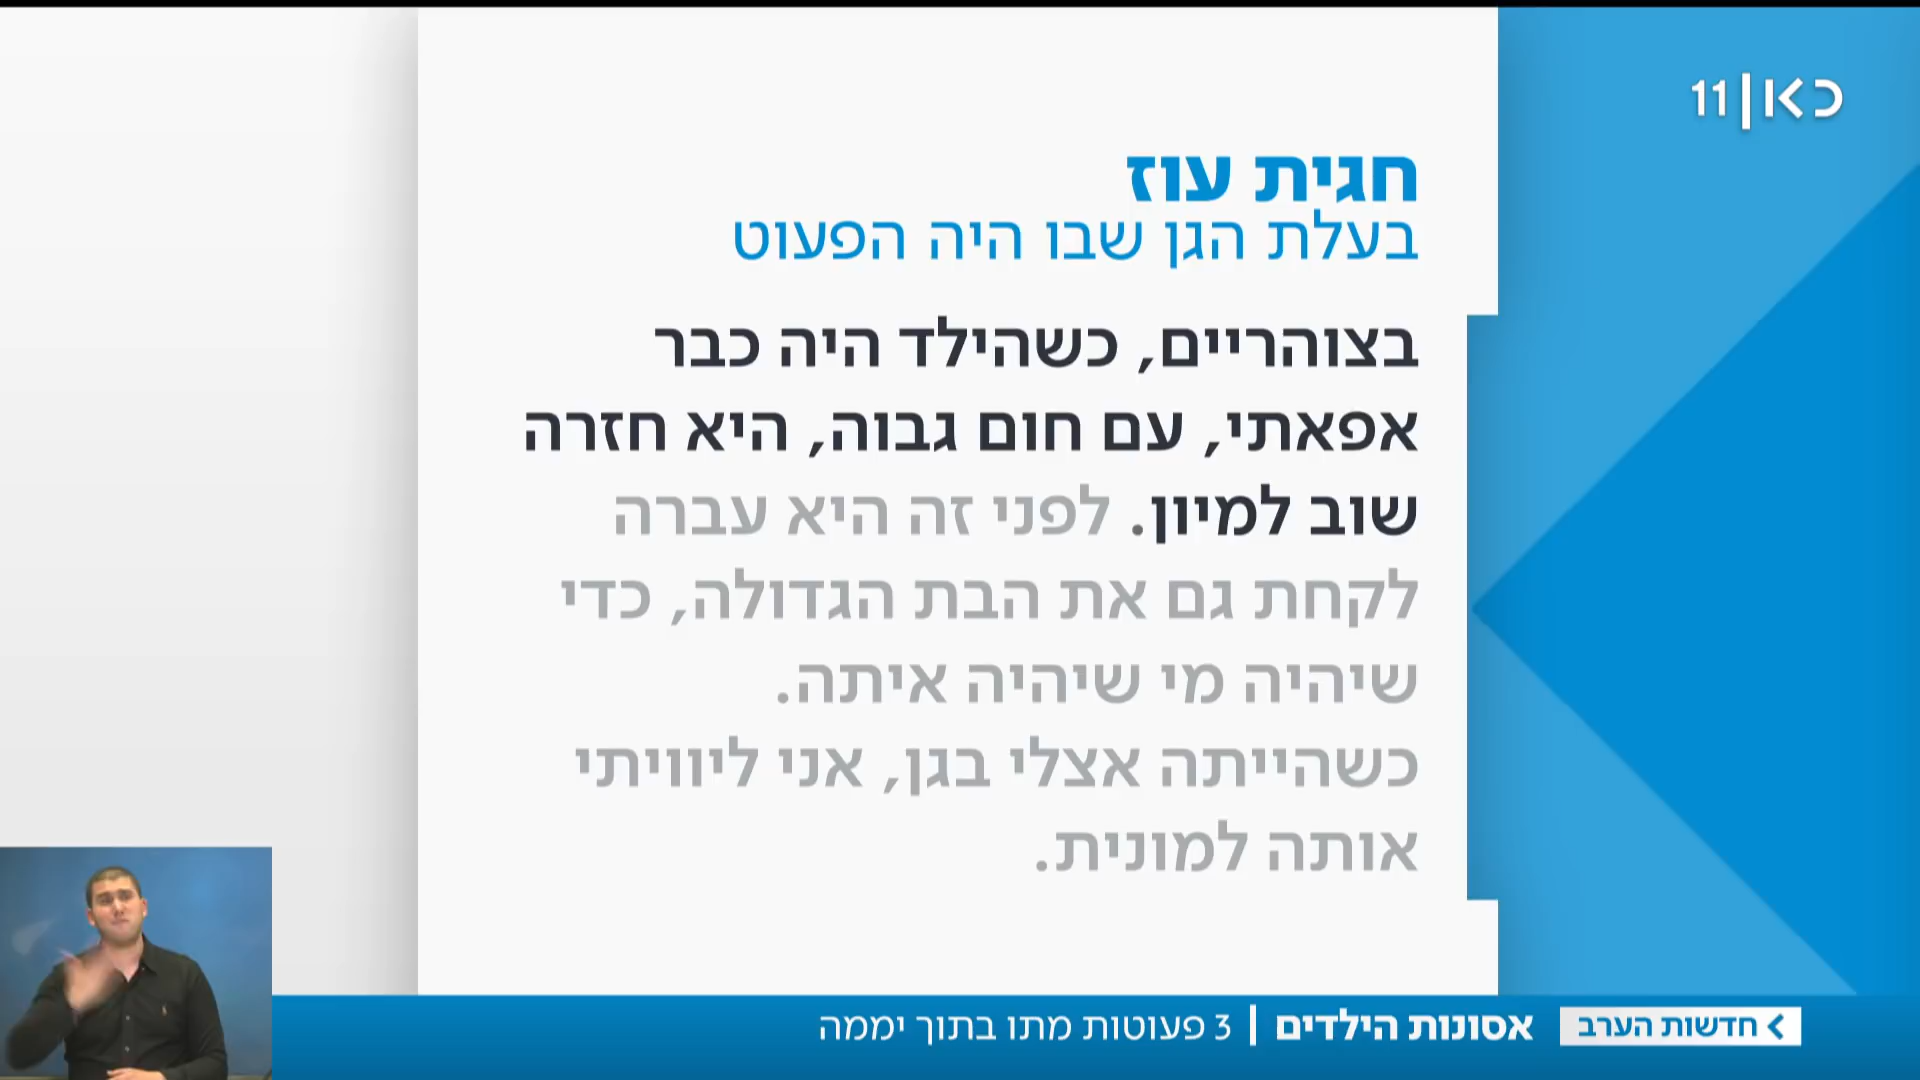 כאן 11
חגית עוז
בעלת הגן שבו היה הפעוט
בצוהריים, כשהילד היה כבר
אפאתי, עם חום גבוה, היא חזרה
שוב למיון. לפני זה היא עברה
לקחת גם את הבת הגדולה, כדי
שיהיה מי שיהיה איתה.
כשהייתה אצלי בגן, אני ליוויתי
אותה למונית.
חדשות הערב
אסונות הילדים | 3 פעוטות מתו בתוך יממה